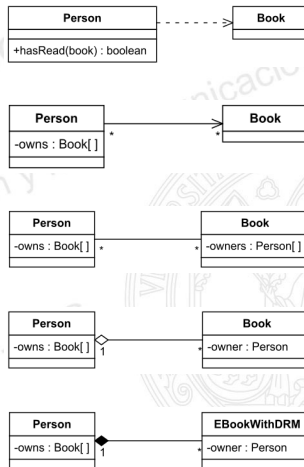 Person
Book
+hasRead(book) : boolean
Person
Book
-owns : Book[ ]
*
*
Person
Book
-owns : Book[ ]
-owners : Person[ ]
*
*
Person
Book
-owns : Book[ ]
-owner : Person
1
*
Person
EBookWithDRM
-owns : Book[ ]
-owner : Person
1
*